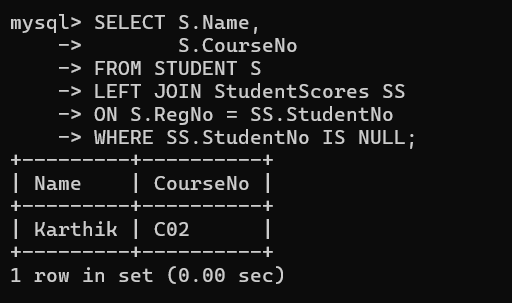 mysql> SELECT S.Name,
    ->        S.CourseNo
    -> FROM STUDENT S
    -> LEFT JOIN StudentScores SS
    -> ON S.RegNo = SS.StudentNo
    -> WHERE SS.StudentNo IS NULL;
+---------+----------+
| Name    | CourseNo |
+---------+----------+
| Karthik | C02      |
+---------+----------+
1 row in set (0.00 sec)